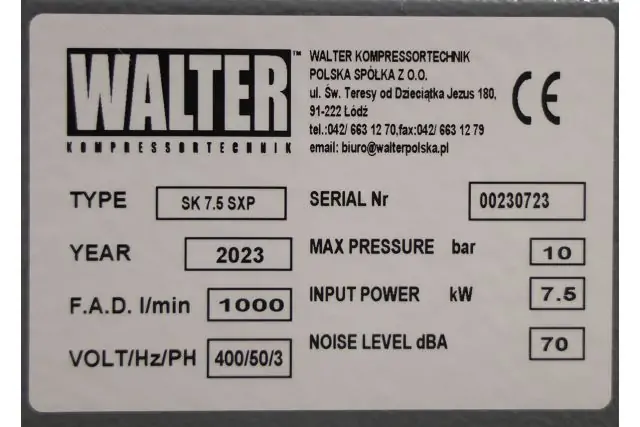 WALTER™
KOMPRESSORTECHNIK
WALTER KOMPRESSORTECHNIK
POLSKA SPÓŁKA Z O.O.
ul. Św. Teresy od Dzieciątka Jezus 180,
91-222 Łódź
tel.:042/ 663 12 70,fax:042/ 663 12 79
email: biuro@walterpolska.pl
CE
TYPE SK 7.5 SXP
SERIAL Nr 00230723
YEAR 2023
MAX PRESSURE bar 10
F.A.D. l/min 1000
INPUT POWER kW 7.5
VOLT/Hz/PH 400/50/3
NOISE LEVEL dBA 70